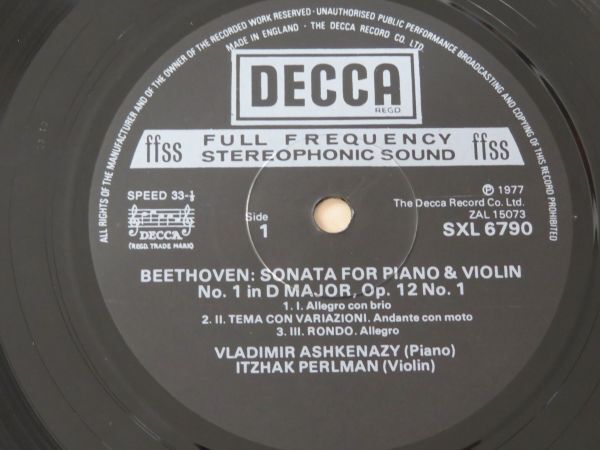 ALL RIGHTS OF THE MANUFACTURER AND OF THE OWNER OF THE RECORDED WORK RESERVED · UNAUTHORISED PUBLIC PERFORMANCE BROADCASTING AND COPYING OF THIS RECORD PROHIBITED
MADE IN ENGLAND · THE DECCA RECORD CO. LTD.
DECCA
REGD
ffss FULL FREQUENCY ffss
STEREOPHONIC SOUND
SPEED 33-⅓
DECCA
(REGD. TRADE MARK)
Side
1
℗ 1977
The Decca Record Co. Ltd.
ZAL 15073
SXL 6790
BEETHOVEN: SONATA FOR PIANO & VIOLIN
No. 1 in D MAJOR, Op. 12 No. 1
1. I. Allegro con brio
2. II. TEMA CON VARIAZIONI. Andante con moto
3. III. RONDO. Allegro
VLADIMIR ASHKENAZY (Piano)
ITZHAK PERLMAN (Violin)